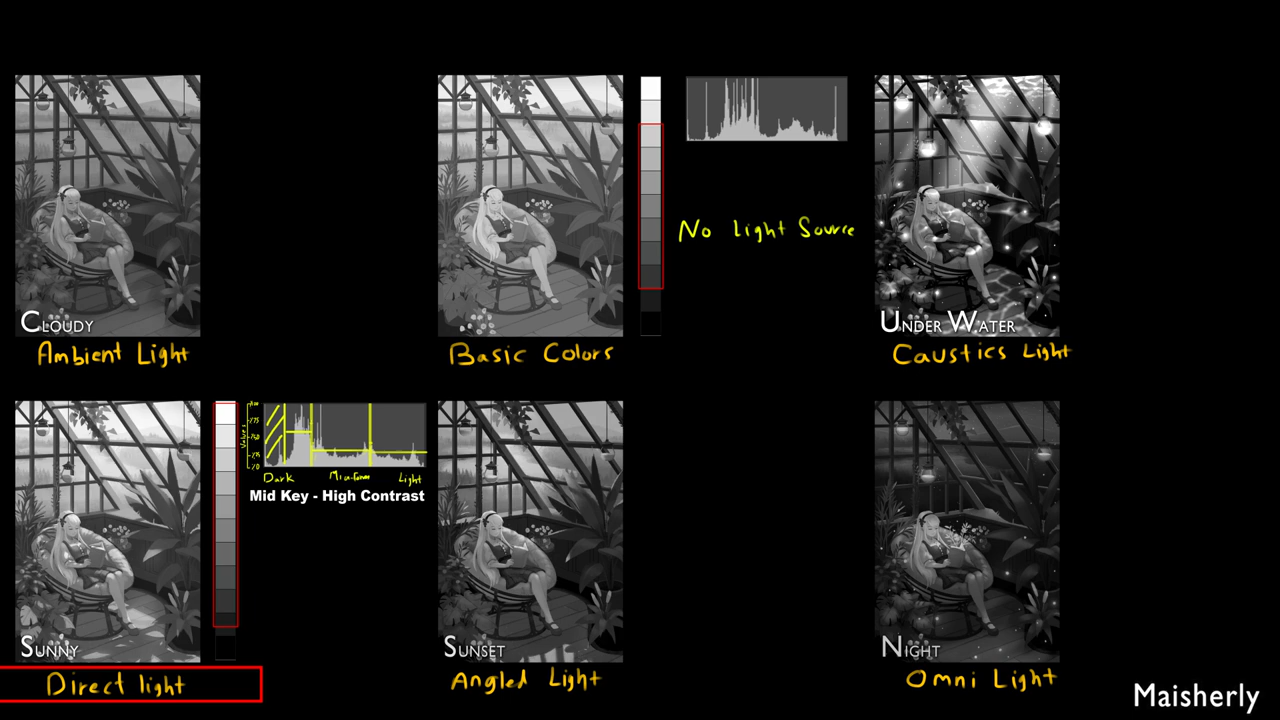 CLOUDY
Ambient Light
Basic Colors
No Light Source
UNDER WATER
Caustics Light
Values
Dark
Light
Mid Key - High Contrast
SUNNY
Direct light
SUNSET
Angled Light
NIGHT
Omni Light
Maisherly